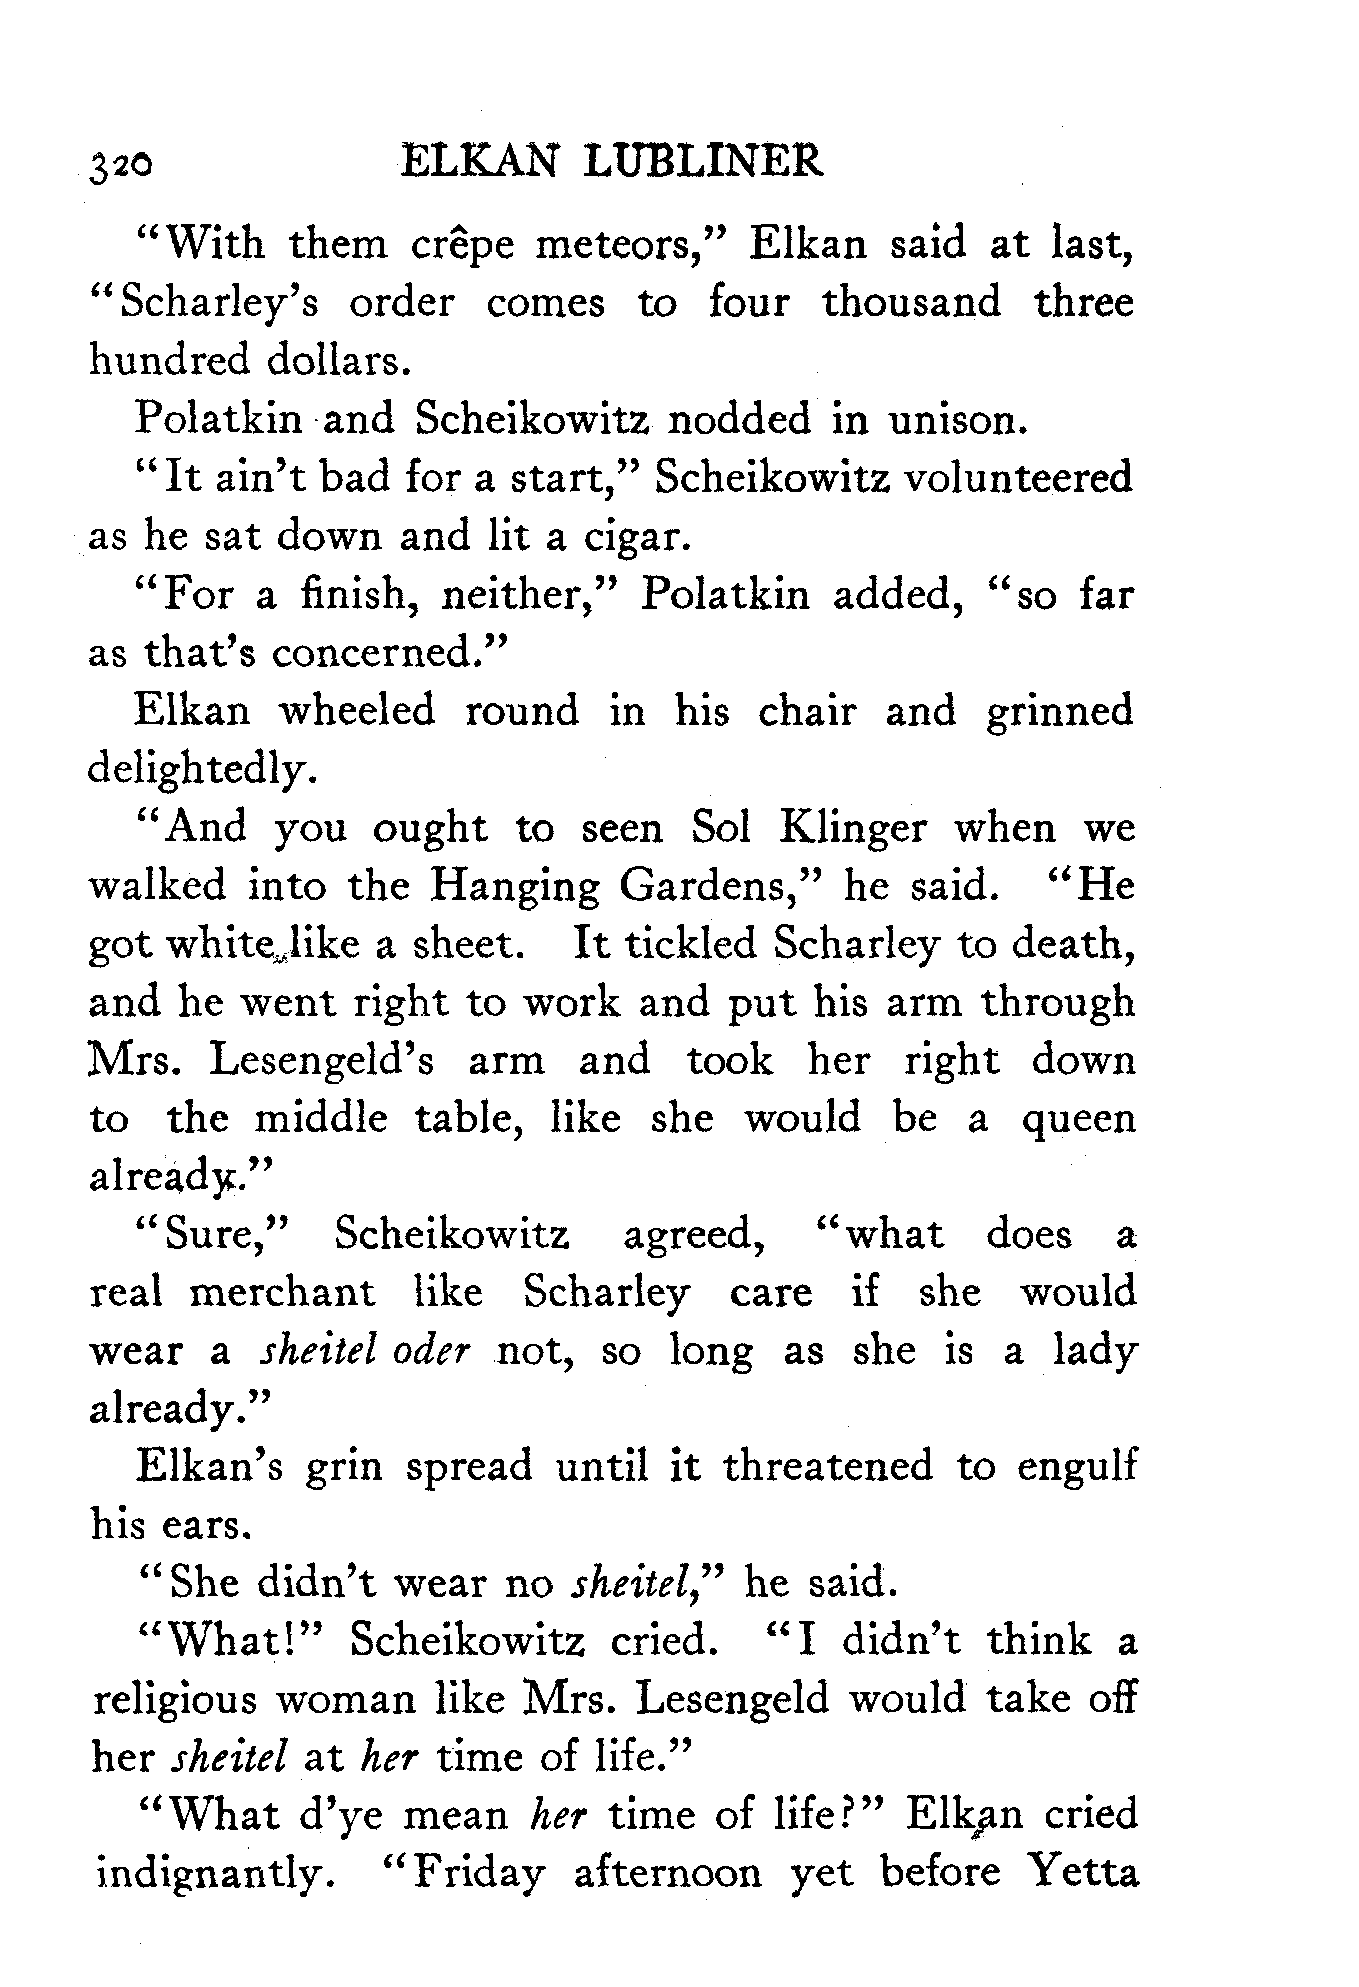 320 ELKAN LUBLINER
“With them crêpe meteors,” Elkan said at last,
“Scharley’s order comes to four thousand three
hundred dollars.
Polatkin and Scheikowitz nodded in unison.
“It ain’t bad for a start,” Scheikowitz volunteered
as he sat down and lit a cigar.
“For a finish, neither,” Polatkin added, “so far
as that’s concerned.”
Elkan wheeled round in his chair and grinned
delightedly.
“And you ought to seen Sol Klinger when we
walked into the Hanging Gardens,” he said. “He
got white like a sheet. It tickled Scharley to death,
and he went right to work and put his arm through
Mrs. Lesengeld’s arm and took her right down
to the middle table, like she would be a queen
already.”
“Sure,” Scheikowitz agreed, “what does a
real merchant like Scharley care if she would
wear a sheitel oder not, so long as she is a lady
already.”
Elkan’s grin spread until it threatened to engulf
his ears.
“She didn’t wear no sheitel,” he said.
“What!” Scheikowitz cried. “I didn’t think a
religious woman like Mrs. Lesengeld would take off
her sheitel at her time of life.”
“What d’ye mean her time of life?” Elkan cried
indignantly. “Friday afternoon yet before Yetta